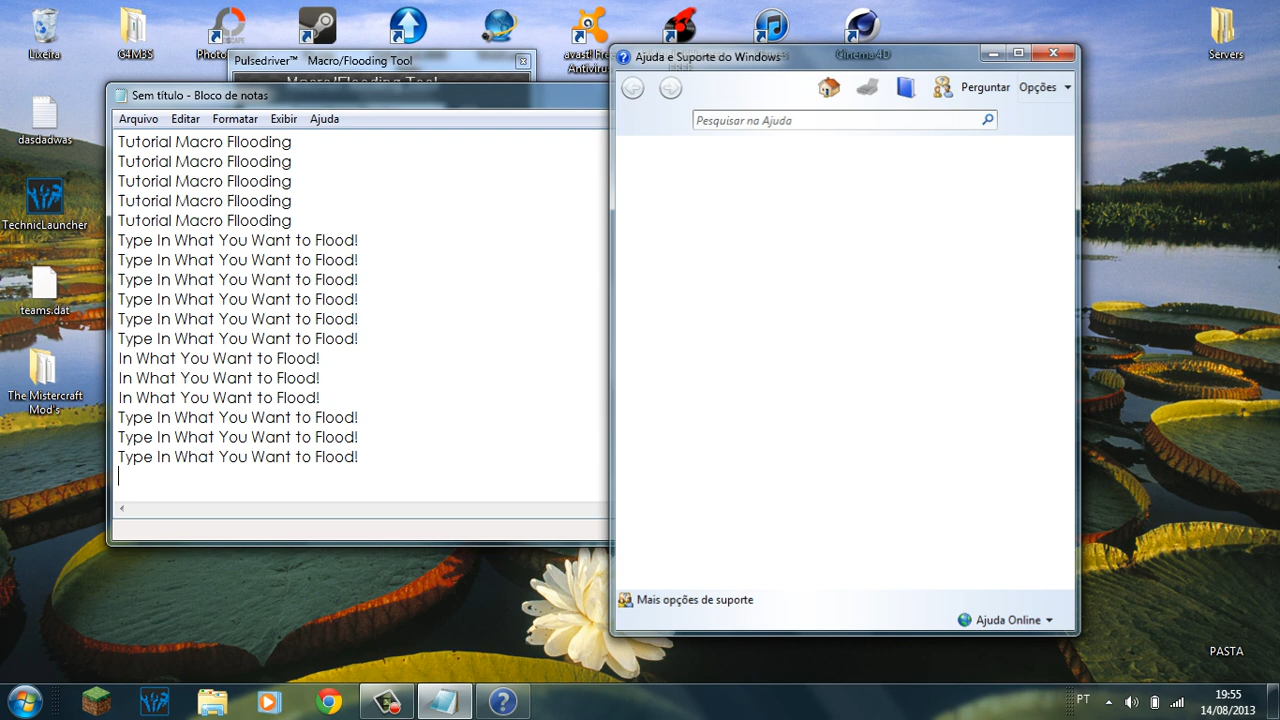 Lixeira
G4M3S
Photo
avast! Free
Antivirus
Cinema 4D
Servers
Pulsedriver™ Macro/Flooding Tool
Macro/Flooding Tool
Sem título - Bloco de notas
Arquivo Editar Formatar Exibir Ajuda
Tutorial Macro Fllooding
Tutorial Macro Fllooding
Tutorial Macro Fllooding
Tutorial Macro Fllooding
Tutorial Macro Fllooding
Type In What You Want to Flood!
Type In What You Want to Flood!
Type In What You Want to Flood!
Type In What You Want to Flood!
Type In What You Want to Flood!
Type In What You Want to Flood!
In What You Want to Flood!
In What You Want to Flood!
In What You Want to Flood!
Type In What You Want to Flood!
Type In What You Want to Flood!
Type In What You Want to Flood!
Ajuda e Suporte do Windows
Perguntar Opções
Pesquisar na Ajuda
Mais opções de suporte
Ajuda Online
dasdadwas
TechnicLauncher
teams.dat
The Mistercraft
Mod's
PASTA
PT
19:55
14/08/2013